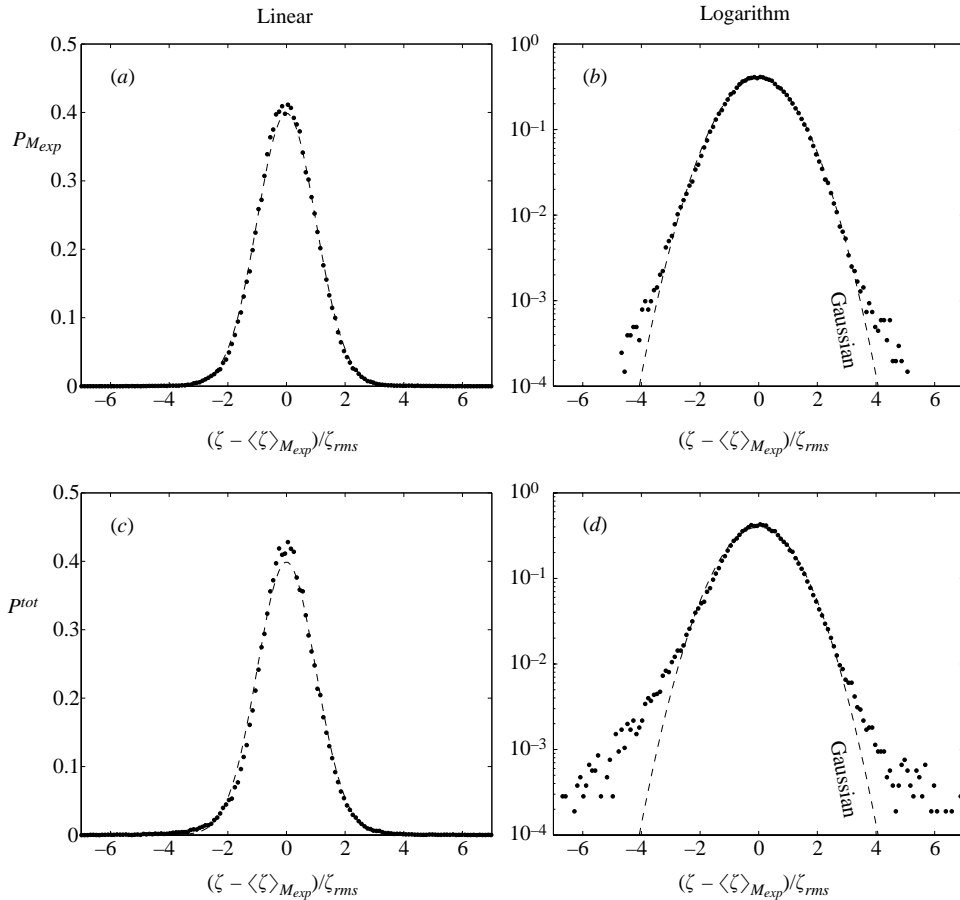 Linear
Logarithm
0.5
0.4
0.3
0.2
0.1
0
P_{M_{exp}}
(a)
–6 –4 –2 0 2 4 6
(ζ – ⟨ζ⟩_{M_{exp}})/ζ_{rms}
10^0
10^{–1}
10^{–2}
10^{–3}
10^{–4}
(b)
Gaussian
–6 –4 –2 0 2 4 6
(ζ – ⟨ζ⟩_{M_{exp}})/ζ_{rms}
0.5
0.4
0.3
0.2
0.1
0
P^{tot}
(c)
–6 –4 –2 0 2 4 6
(ζ – ⟨ζ⟩_{M_{exp}})/ζ_{rms}
10^0
10^{–1}
10^{–2}
10^{–3}
10^{–4}
(d)
Gaussian
–6 –4 –2 0 2 4 6
(ζ – ⟨ζ⟩_{M_{exp}})/ζ_{rms}